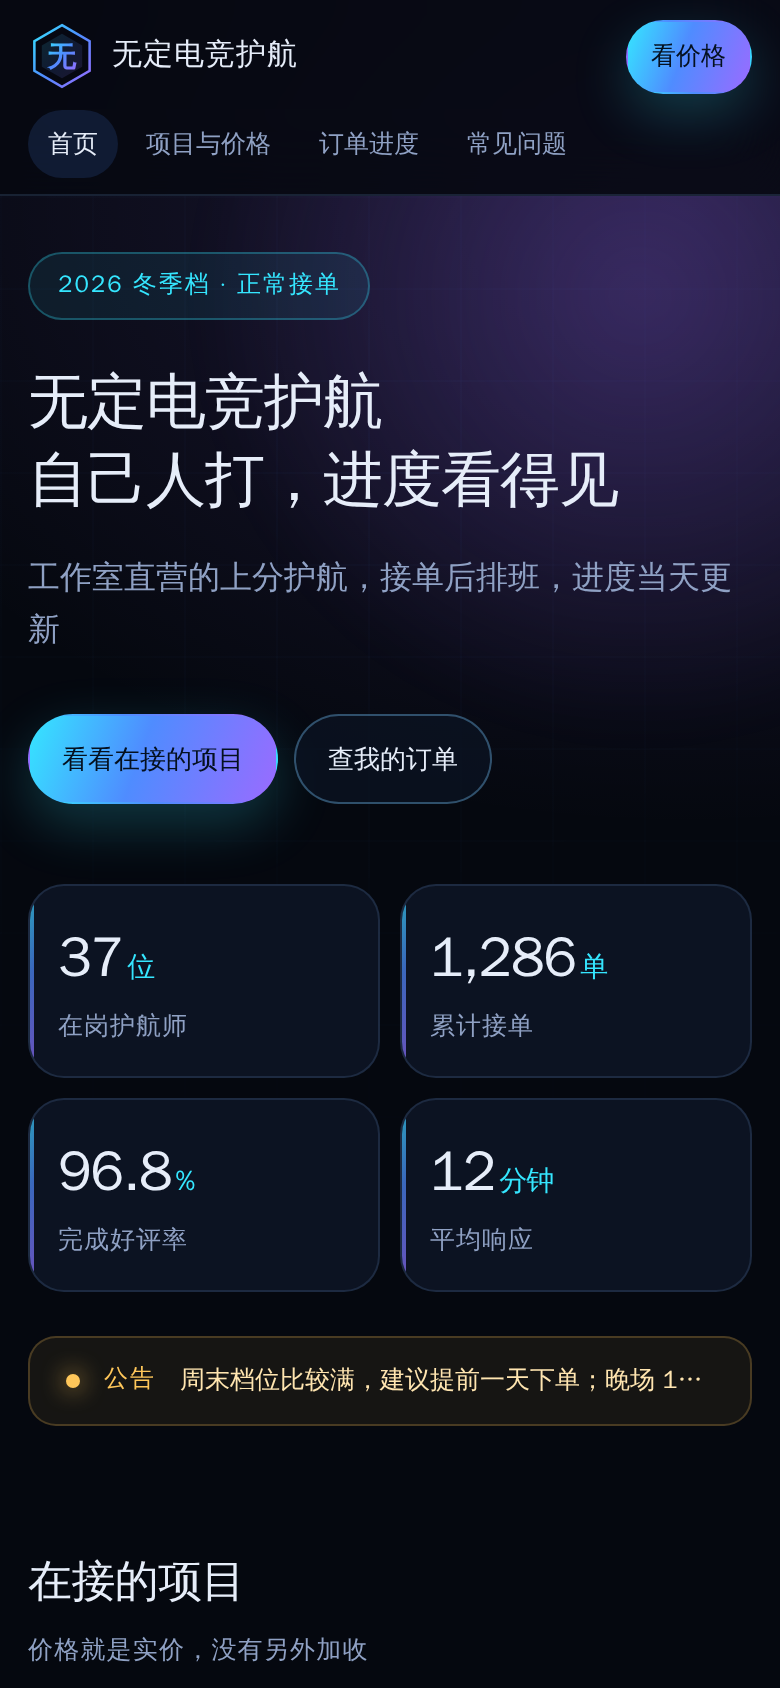 无
无定电竞护航
看价格
首页
项目与价格
订单进度
常见问题
2026 冬季档 · 正常接单
无定电竞护航
自己人打，进度看得见
工作室直营的上分护航，接单后排班，进度当天更
新
看看在接的项目
查我的订单
37 位
在岗护航师
1,286 单
累计接单
96.8%
完成好评率
12 分钟
平均响应
公告 周末档位比较满，建议提前一天下单；晚场 1…
在接的项目
价格就是实价，没有另外加收